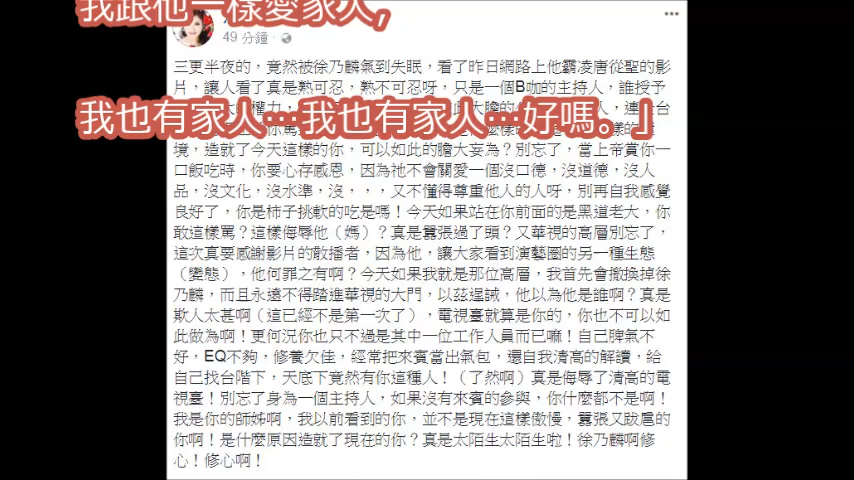 我跟他一樣愛家人,
49 分鐘
三更半夜的，竟然被徐乃麟氣到失眠，看了昨日網路上他霸凌唐從聖的影
片，讓人看了真是熟可忍，熟不可忍呀，只是一個B咖的主持人，誰授予
我也有家人…我也有家人…好嗎．」
境，造就了今天這樣的你，可以如此的膽大妄為？別忘了，當上帝賞你一
口飯吃時，你要心存感恩，因為祂不會關愛一個沒口德，沒道德，沒人
品，沒文化，沒水準，沒，，，又不懂得尊重他人的人呀，別再自我感覺
良好了，你是柿子挑軟的吃是嗎！今天如果站在你前面的是黑道老大，你
敢這樣罵？這樣侮辱他（媽）？真是囂張過了頭？又華視的高層別忘了，
這次真要感謝影片的散播者，因為他，讓大家看到演藝圈的另一種生態
（變態），他何罪之有啊？今天如果我就是那位高層，我首先會撤換掉徐
乃麟，而且永遠不得踏進華視的大門，以茲逞誡，他以為他是誰啊？真是
欺人太甚啊（這已經不是第一次了），電視臺就算是你的，你也不可以如
此做為啊！更何況你也只不過是其中一位工作人員而已嘛！自己脾氣不
好，EQ不夠，修養欠佳，經常把來賓當出氣包，還自我清高的解讀，給
自己找台階下，天底下竟然有你這種人！（了然啊）真是侮辱了清高的電
視臺！別忘了身為一個主持人，如果沒有來賓的參與，你什麼都不是啊！
我是你的師姊啊，我以前看到的你，並不是現在這樣傲慢，囂張又跋扈的
你啊！是什麼原因造就了現在的你？真是太陌生太陌生啦！徐乃麟啊修
心！修心啊！